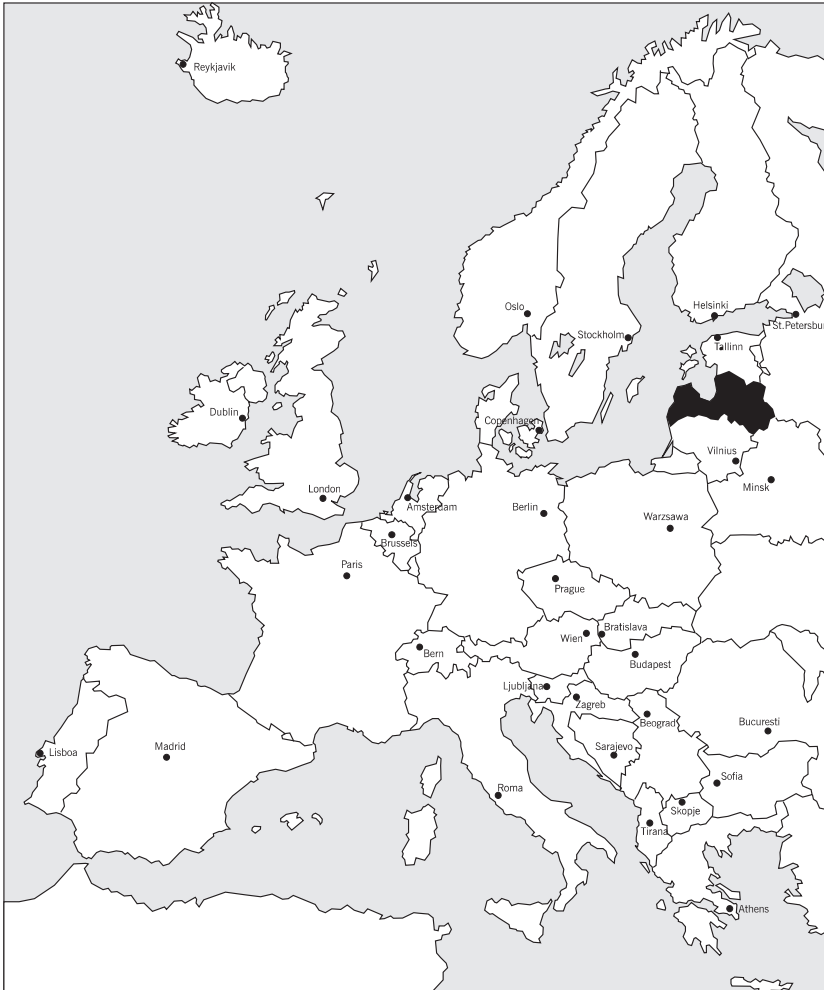 Reykjavik
Oslo
Helsinki
St.Petersbur
Stockholm
Tallinn
Dublin
Copenhagen
Vilnius
London
Minsk
Amsterdam
Berlin
Warzsawa
Brussels
Paris
Prague
Bratislava
Wien
Bern
Budapest
Ljubljana
Zagreb
Beograd
Bucuresti
Lisboa
Madrid
Sarajevo
Sofia
Roma
Skopje
Tirana
Athens